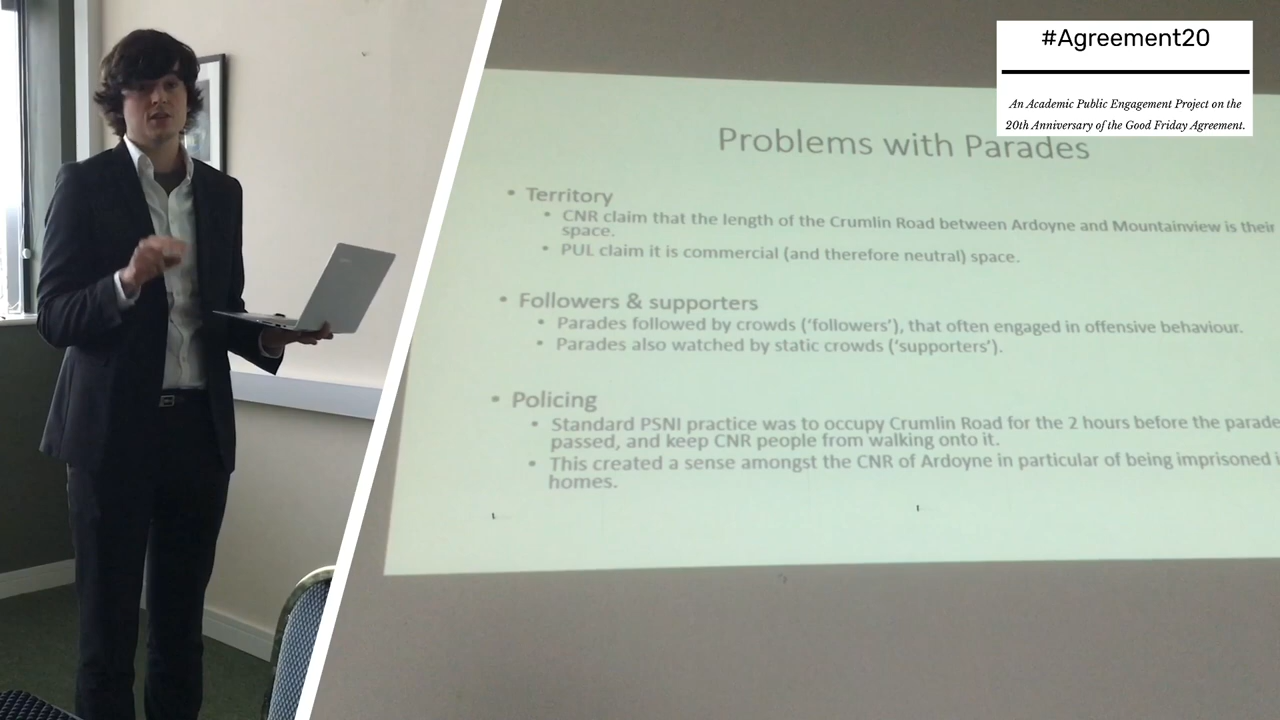 #Agreement20
An Academic Public Engagement Project on the
20th Anniversary of the Good Friday Agreement.
Problems with Parades
• Territory
• CNR claim that the length of the Crumlin Road between Ardoyne and Mountainview is their
space.
• PUL claim it is commercial (and therefore neutral) space.
• Followers & supporters
• Parades followed by crowds (‘followers’), that often engaged in offensive behaviour.
• Parades also watched by static crowds (‘supporters’).
• Policing
• Standard PSNI practice was to occupy Crumlin Road for the 2 hours before the parade
passed, and keep CNR people from walking onto it.
• This created a sense amongst the CNR of Ardoyne in particular of being imprisoned
homes.